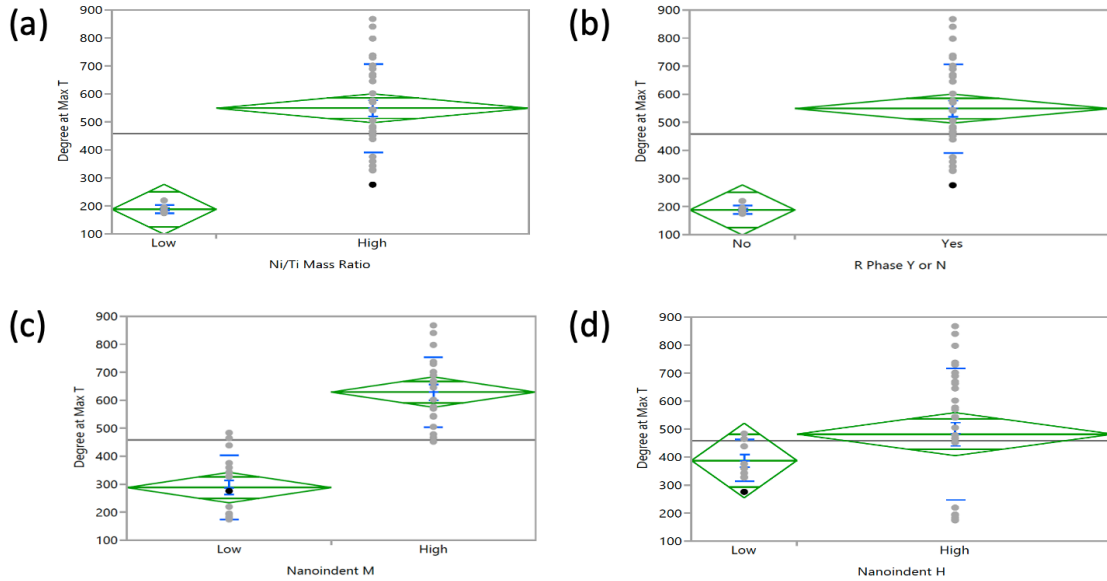 (a)
Degree at Max T
900
800
700
600
500
400
300
200
100
Low
High
Ni/Ti Mass Ratio
(b)
Degree at Max T
900
800
700
600
500
400
300
200
100
No
Yes
R Phase Y or N
(c)
Degree at Max T
900
800
700
600
500
400
300
200
100
Low
High
Nanoindent M
(d)
Degree at Max T
900
800
700
600
500
400
300
200
100
Low
High
Nanoindent H